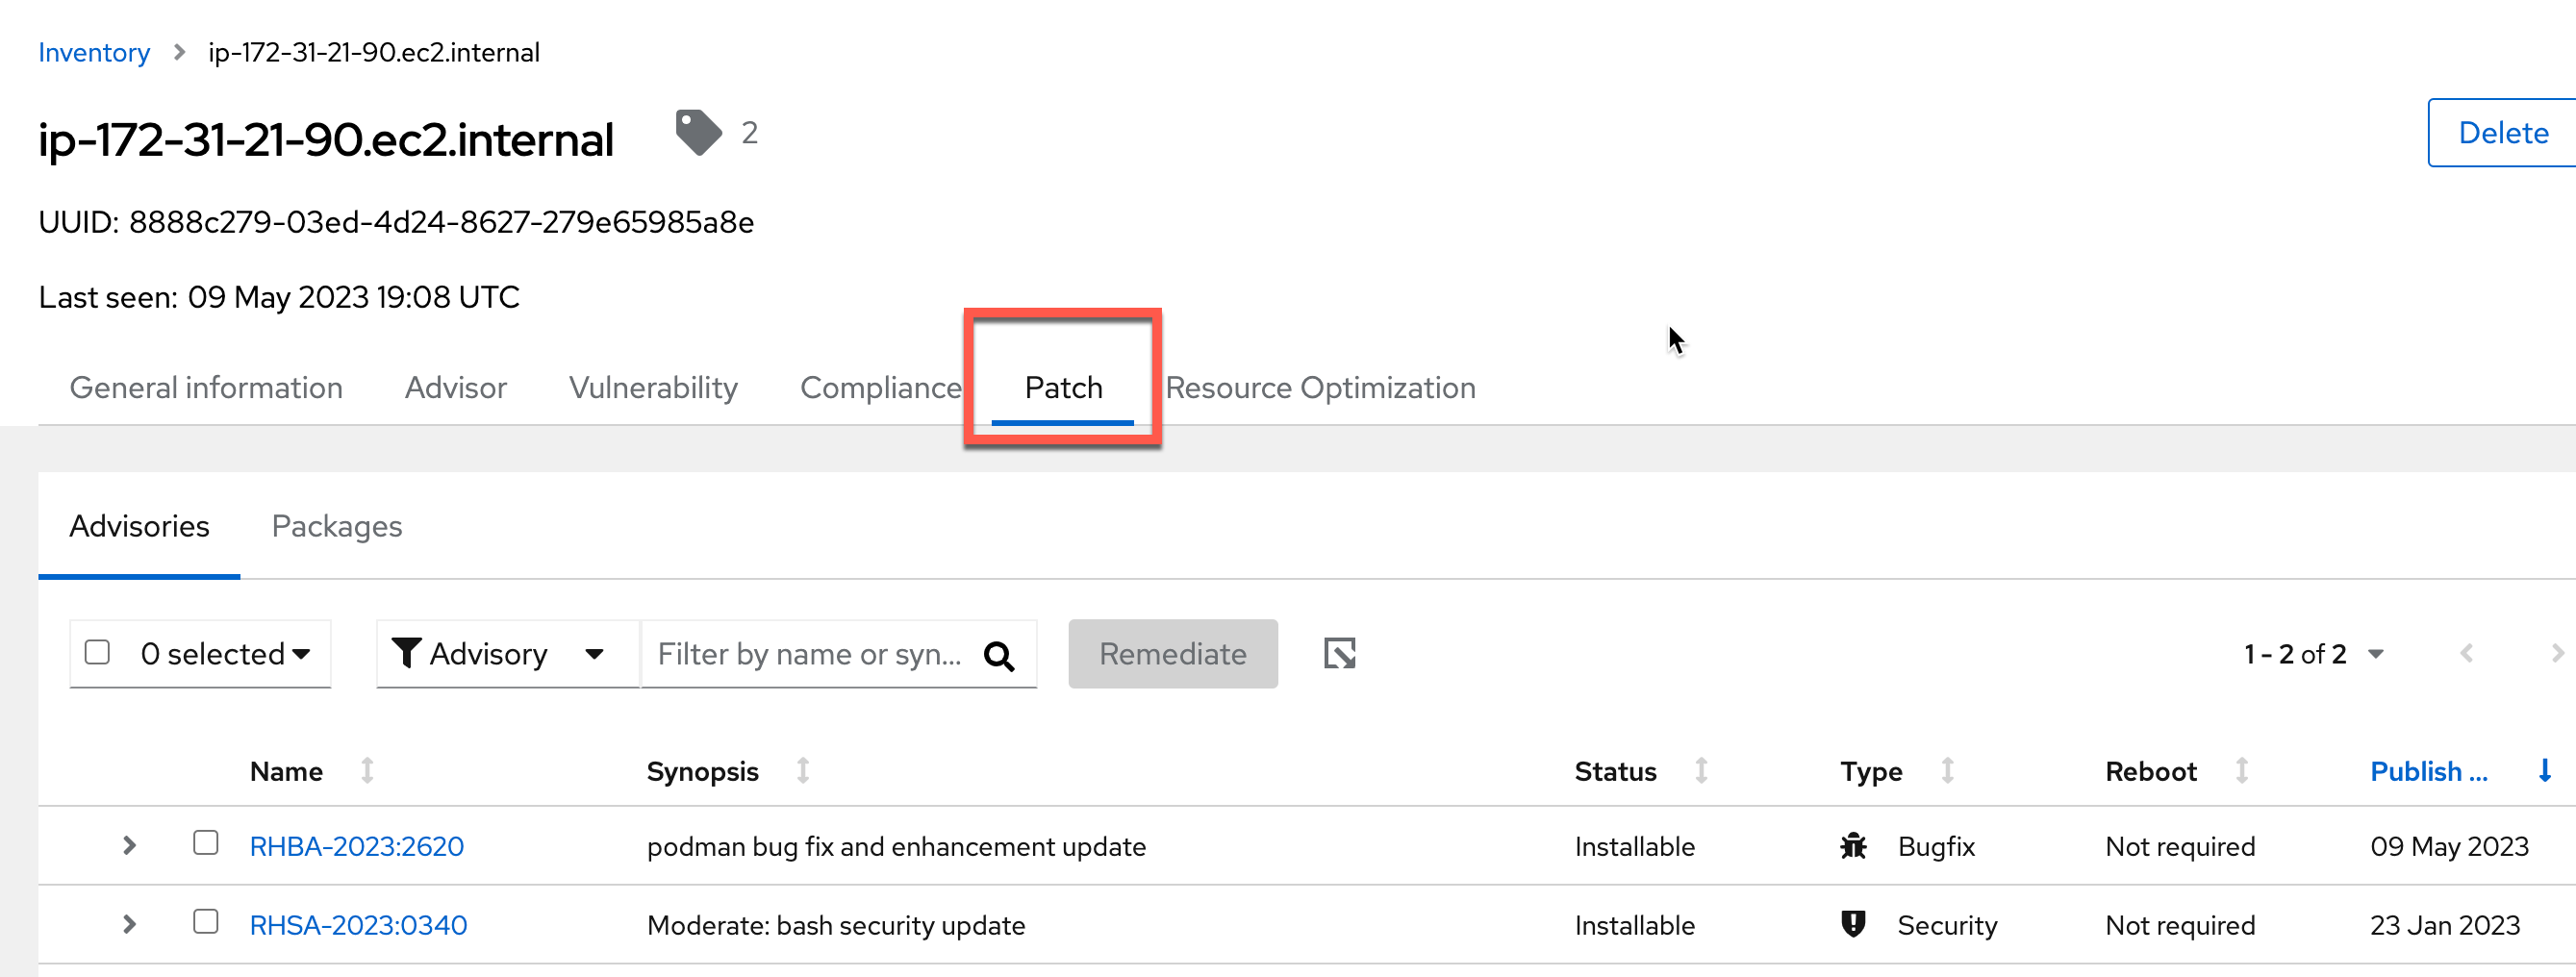 Inventory > ip-172-31-21-90.ec2.internal
ip-172-31-21-90.ec2.internal 2
Delete
UUID: 8888c279-03ed-4d24-8627-279e65985a8e
Last seen: 09 May 2023 19:08 UTC
General information Advisor Vulnerability Compliance Patch Resource Optimization
Advisories Packages
0 selected Advisory Filter by name or syn... Remediate 1 - 2 of 2
Name Synopsis Status Type Reboot Publish ...
RHBA-2023:2620 podman bug fix and enhancement update Installable Bugfix Not required 09 May 2023
RHSA-2023:0340 Moderate: bash security update Installable Security Not required 23 Jan 2023